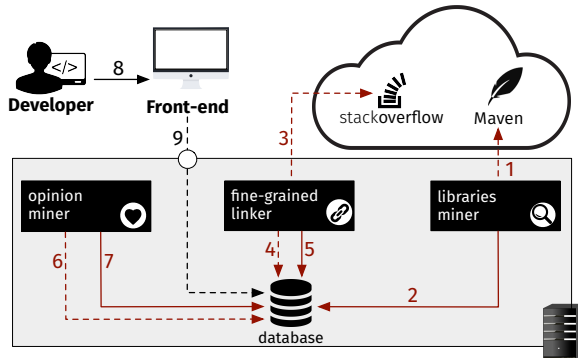 </>
8
Developer
Front-end
stackoverflow
Maven
9
3
1
opinion
miner
fine-grained
linker
libraries
miner
6
7
4
5
2
database